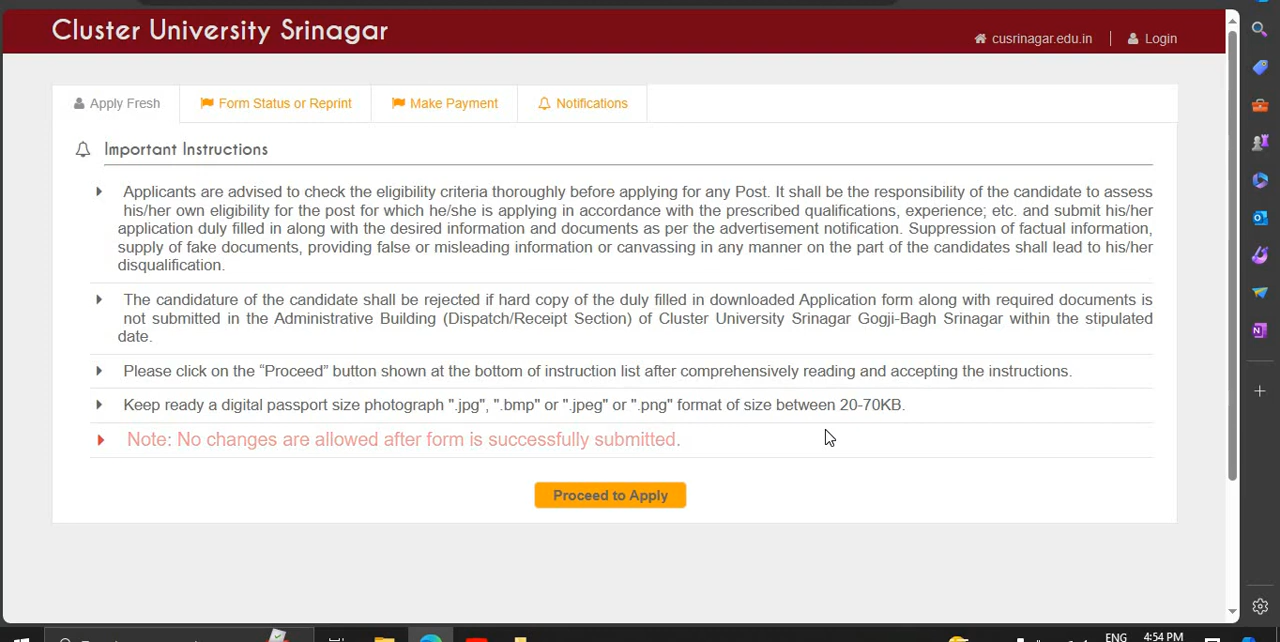 Cluster University Srinagar
cusrinagar.edu.in | Login
Apply Fresh
Form Status or Reprint
Make Payment
Notifications
Important Instructions
Applicants are advised to check the eligibility criteria thoroughly before applying for any Post. It shall be the responsibility of the candidate to assess
his/her own eligibility for the post for which he/she is applying in accordance with the prescribed qualifications, experience; etc. and submit his/her
application duly filled in along with the desired information and documents as per the advertisement notification. Suppression of factual information,
supply of fake documents, providing false or misleading information or canvassing in any manner on the part of the candidates shall lead to his/her
disqualification.
The candidature of the candidate shall be rejected if hard copy of the duly filled in downloaded Application form along with required documents is
not submitted in the Administrative Building (Dispatch/Receipt Section) of Cluster University Srinagar Gogji-Bagh Srinagar within the stipulated
date.
Please click on the “Proceed” button shown at the bottom of instruction list after comprehensively reading and accepting the instructions.
Keep ready a digital passport size photograph ".jpg", ".bmp" or ".jpeg" or ".png" format of size between 20-70KB.
Note: No changes are allowed after form is successfully submitted.
Proceed to Apply
ENG
4:54 PM